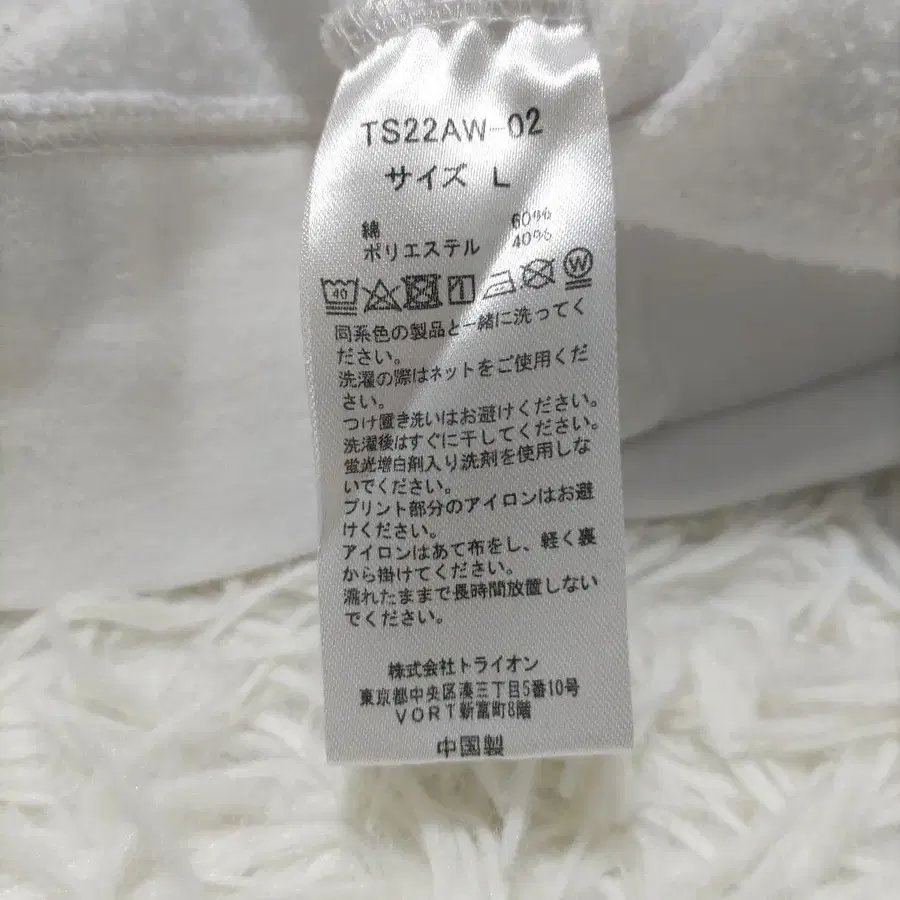 TS22AW-02
サイズ L
綿 60%
ポリエステル 40%
40 W
同系色の製品と一緒に洗ってく
ださい。
洗濯の際はネットをご使用くだ
さい。
つけ置き洗いはお避けください。
洗濯後はすぐに干してください。
蛍光増白剤入り洗剤を使用しな
いでください。
プリント部分のアイロンはお避
けください。
アイロンはあて布をし、軽く裏
から掛けてください。
濡れたままで長時間放置しない
でください。
株式会社トライオン
東京都中央区湊三丁目5番10号
VORT新富町8階
中国製